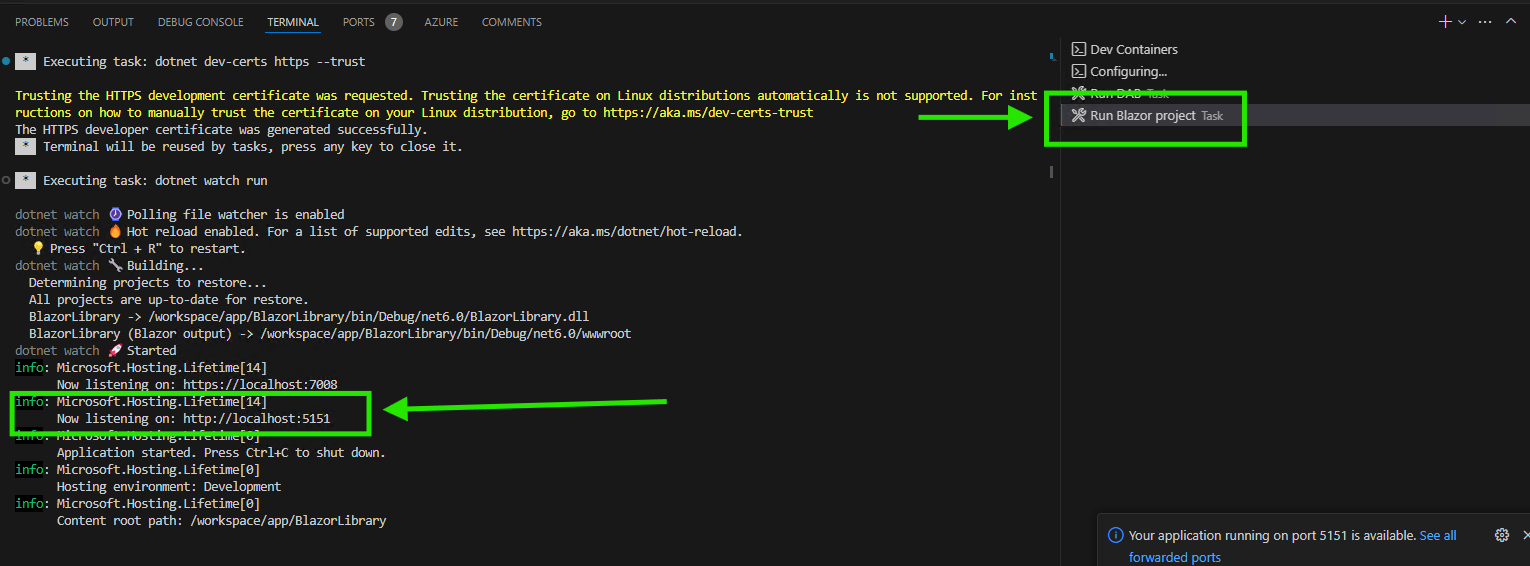 PROBLEMS OUTPUT DEBUG CONSOLE TERMINAL PORTS 7 AZURE COMMENTS
* Executing task: dotnet dev-certs https --trust
Trusting the HTTPS development certificate was requested. Trusting the certificate on Linux distributions automatically is not supported. For inst
ructions on how to manually trust the certificate on your Linux distribution, go to https://aka.ms/dev-certs-trust
The HTTPS developer certificate was generated successfully.
* Terminal will be reused by tasks, press any key to close it.
* Executing task: dotnet watch run
dotnet watch 🕗 Polling file watcher is enabled
dotnet watch 🔥 Hot reload enabled. For a list of supported edits, see https://aka.ms/dotnet/hot-reload.
💡 Press "Ctrl + R" to restart.
dotnet watch 🔧 Building...
Determining projects to restore...
All projects are up-to-date for restore.
BlazorLibrary -> /workspace/app/BlazorLibrary/bin/Debug/net6.0/BlazorLibrary.dll
BlazorLibrary (Blazor output) -> /workspace/app/BlazorLibrary/bin/Debug/net6.0/wwwroot
dotnet watch 🚀 Started
info: Microsoft.Hosting.Lifetime[14]
Now listening on: https://localhost:7008
info: Microsoft.Hosting.Lifetime[14]
Now listening on: http://localhost:5151
info: Microsoft.Hosting.Lifetime[0]
Application started. Press Ctrl+C to shut down.
info: Microsoft.Hosting.Lifetime[0]
Hosting environment: Development
info: Microsoft.Hosting.Lifetime[0]
Content root path: /workspace/app/BlazorLibrary
Dev Containers
Configuring...
Run DAB Task
Run Blazor project Task
Your application running on port 5151 is available. See all
forwarded ports